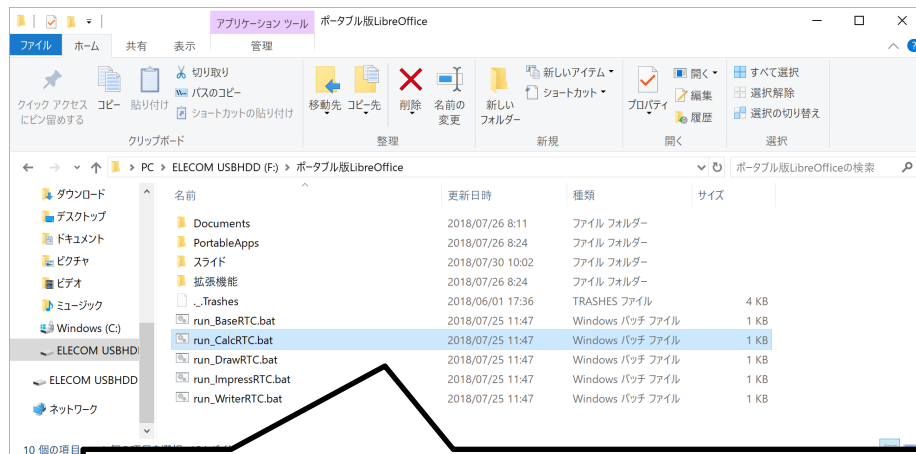 アプリケーション ツール ポータブル版LibreOffice
ファイル ホーム 共有 表示 管理
クイック アクセスにピン留めする
コピー
貼り付け
切り取り
パスのコピー
ショートカットの貼り付け
クリップボード
移動先
コピー先
削除
名前の変更
整理
新しいフォルダー
新しいアイテム
ショートカット
新規
プロパティ
開く
編集
履歴
開く
すべて選択
選択解除
選択の切り替え
選択
PC > ELECOM USBHDD (F:) > ポータブル版LibreOffice
ポータブル版LibreOfficeの検索
ダウンロード
デスクトップ
ドキュメント
ピクチャ
ビデオ
ミュージック
Windows (C:)
ELECOM USBHD
ELECOM USBHDD
ネットワーク
名前 更新日時 種類 サイズ
Documents 2018/07/26 8:11 ファイル フォルダー
PortableApps 2018/07/26 8:24 ファイル フォルダー
スライド 2018/07/30 10:02 ファイル フォルダー
拡張機能 2018/07/26 8:24 ファイル フォルダー
._.Trashes 2018/06/01 17:36 TRASHES ファイル 4 KB
run_BaseRTC.bat 2018/07/25 11:47 Windows バッチ ファイル 1 KB
run_CalcRTC.bat 2018/07/25 11:47 Windows バッチ ファイル 1 KB
run_DrawRTC.bat 2018/07/25 11:47 Windows バッチ ファイル 1 KB
run_ImpressRTC.bat 2018/07/25 11:47 Windows バッチ ファイル 1 KB
run_WriterRTC.bat 2018/07/25 11:47 Windows バッチ ファイル 1 KB
10 個の項目